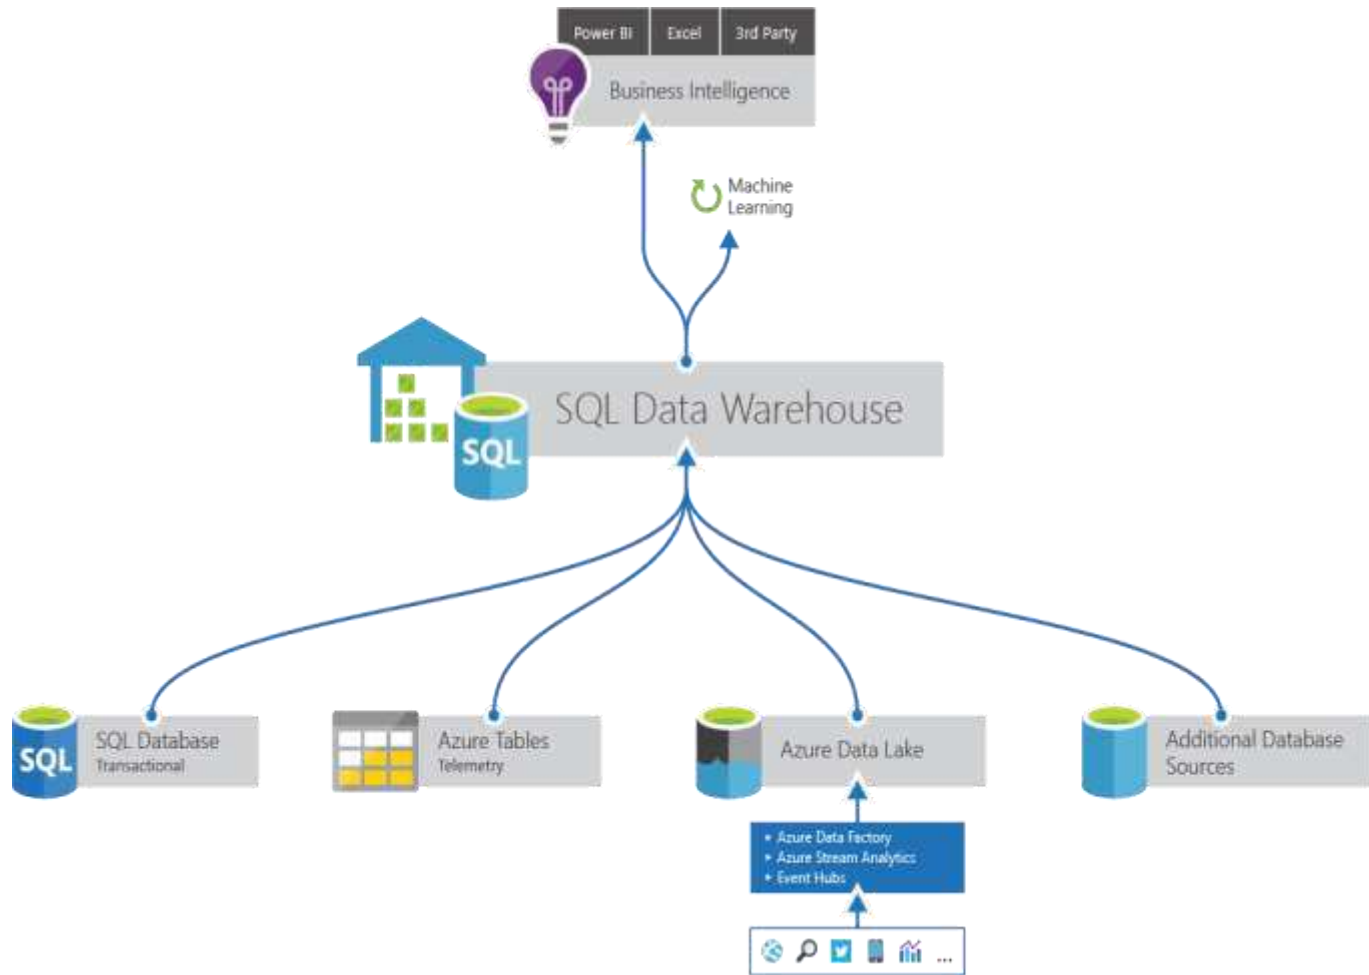 Power BI
Excel
3rd Party
Business Intelligence
Machine
Learning
SQL Data Warehouse
SQL
SQL
SQL Database
Transactional
Azure Tables
Telemetry
Azure Data Lake
Additional Database
Sources
• Azure Data Factory
• Azure Stream Analytics
• Event Hubs
...